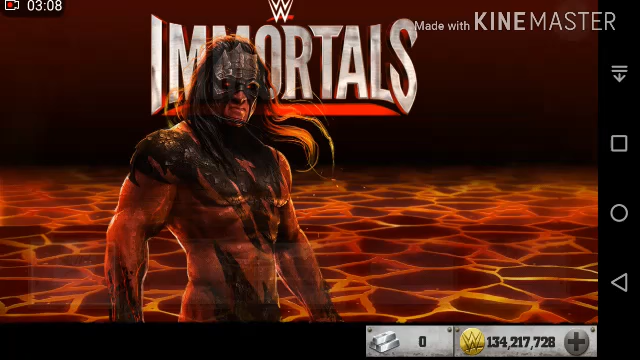 03:08
Made with KINEMASTER
W
IMMORTALS
0
134,217,728